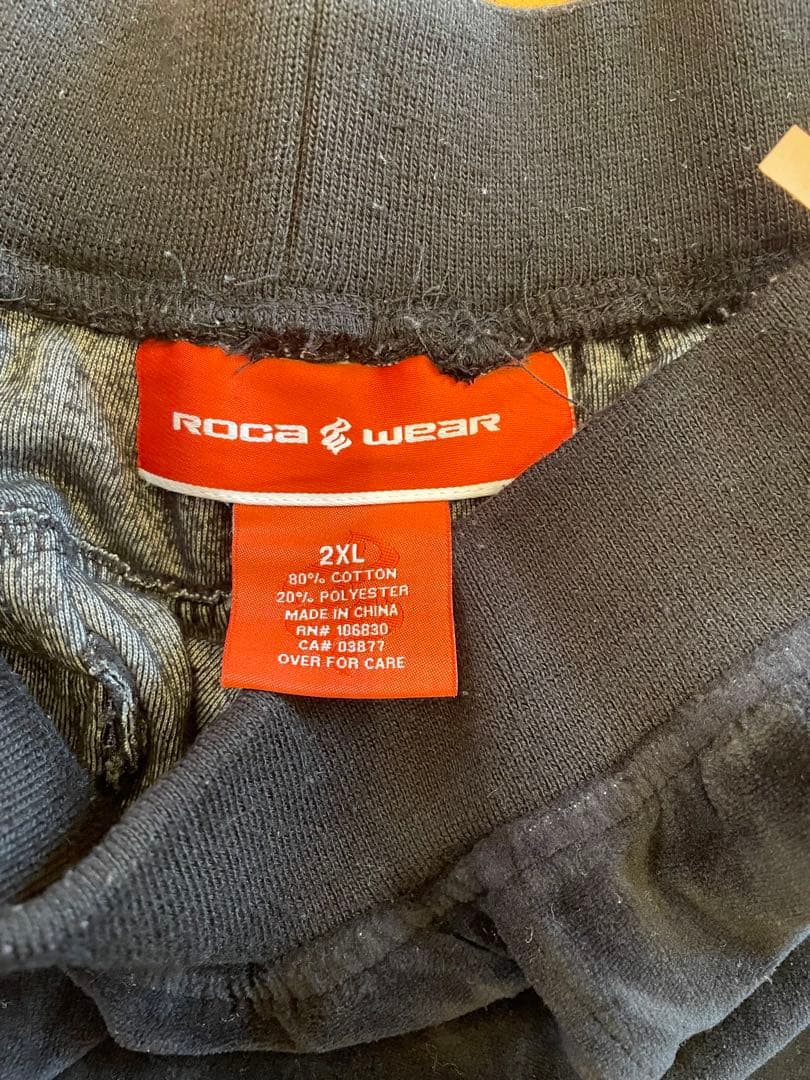 ROCA WEAR
2XL
80% COTTON
20% POLYESTER
MADE IN CHINA
RN# 106830
CA# 03877
OVER FOR CARE